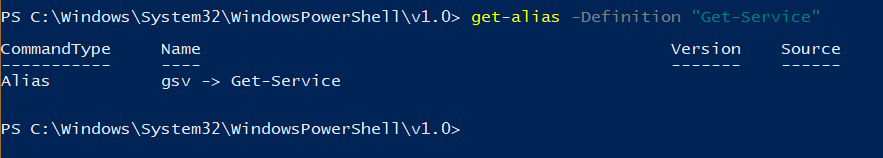 PS C:\Windows\System32\WindowsPowerShell\v1.0> get-alias -Definition "Get-Service"
CommandType     Name                                               Version    Source
-----------     ----                                               -------    ------
Alias           gsv -> Get-Service
PS C:\Windows\System32\WindowsPowerShell\v1.0>